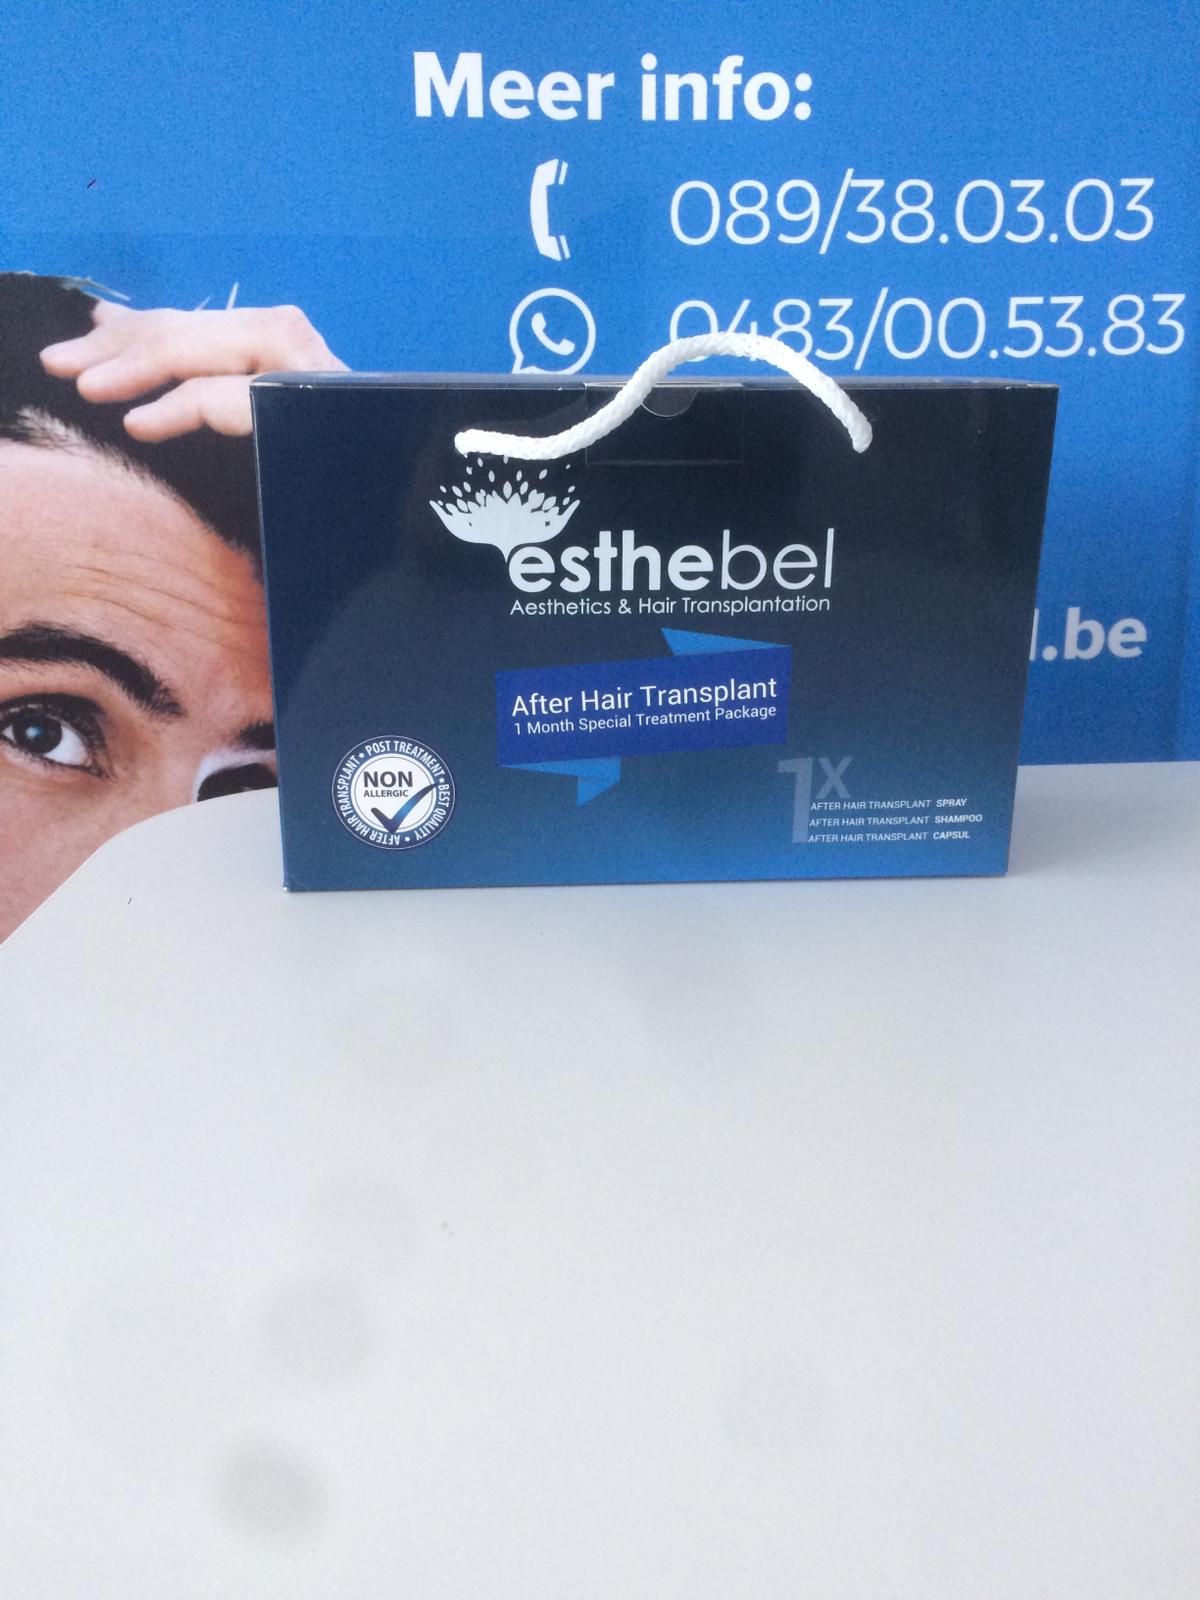 Meer info:
089/38.03.03
0483/00.53.83
.be
esthebel
Aesthetics & Hair Transplantation
After Hair Transplant
1 Month Special Treatment Package
POST TREATMENT ★ BEST QUALITY ★ AFTER HAIR TRANSPLANT ★
NON
ALLERGIC
1X
AFTER HAIR TRANSPLANT SPRAY
AFTER HAIR TRANSPLANT SHAMPOO
AFTER HAIR TRANSPLANT CAPSUL